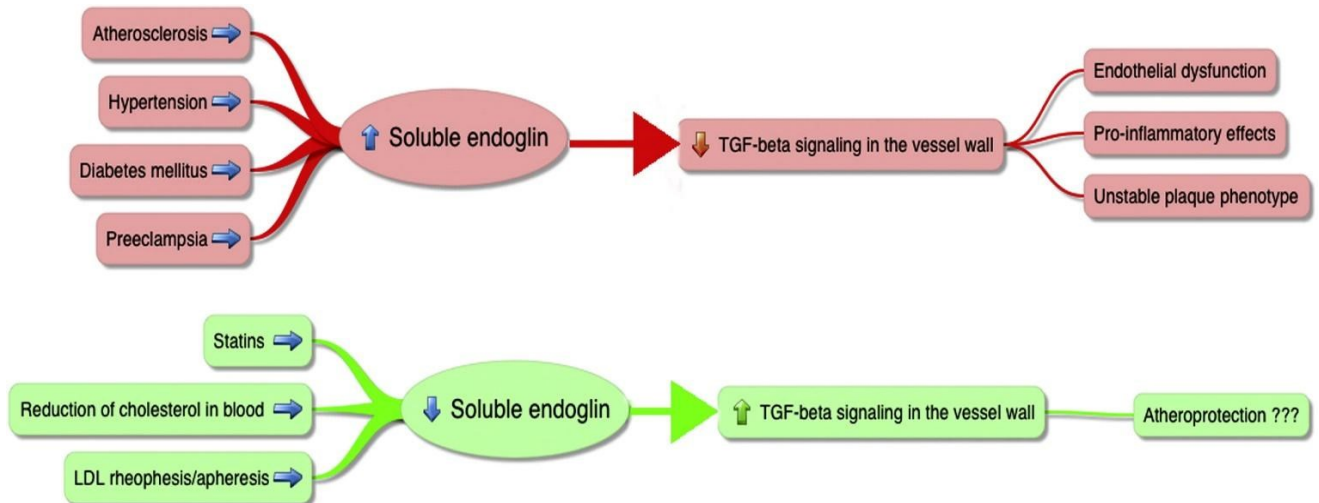 Atherosclerosis
Hypertension
Diabetes mellitus
Preeclampsia
Soluble endoglin
TGF-beta signaling in the vessel wall
Endothelial dysfunction
Pro-inflammatory effects
Unstable plaque phenotype
Statins
Reduction of cholesterol in blood
LDL rheophesis/apheresis
Soluble endoglin
TGF-beta signaling in the vessel wall
Atheroprotection ???